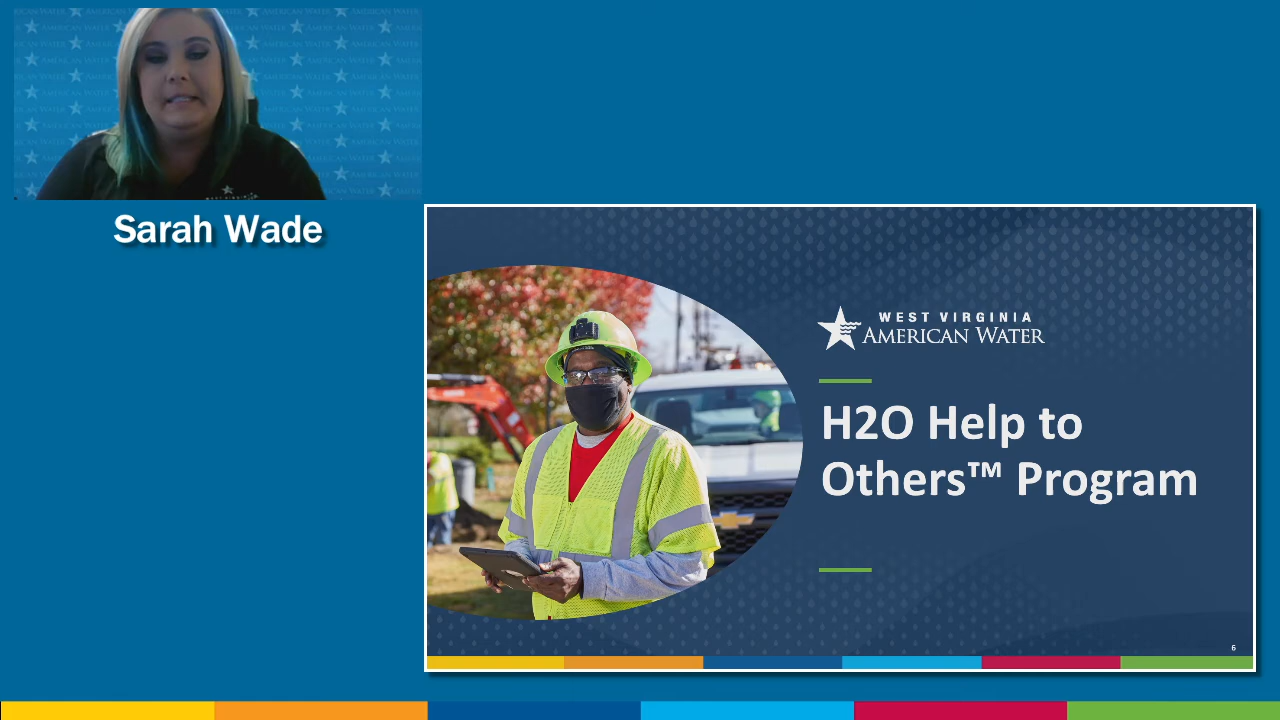 Sarah Wade
WEST VIRGINIA
AMERICAN WATER
H2O Help to
Others™ Program
6